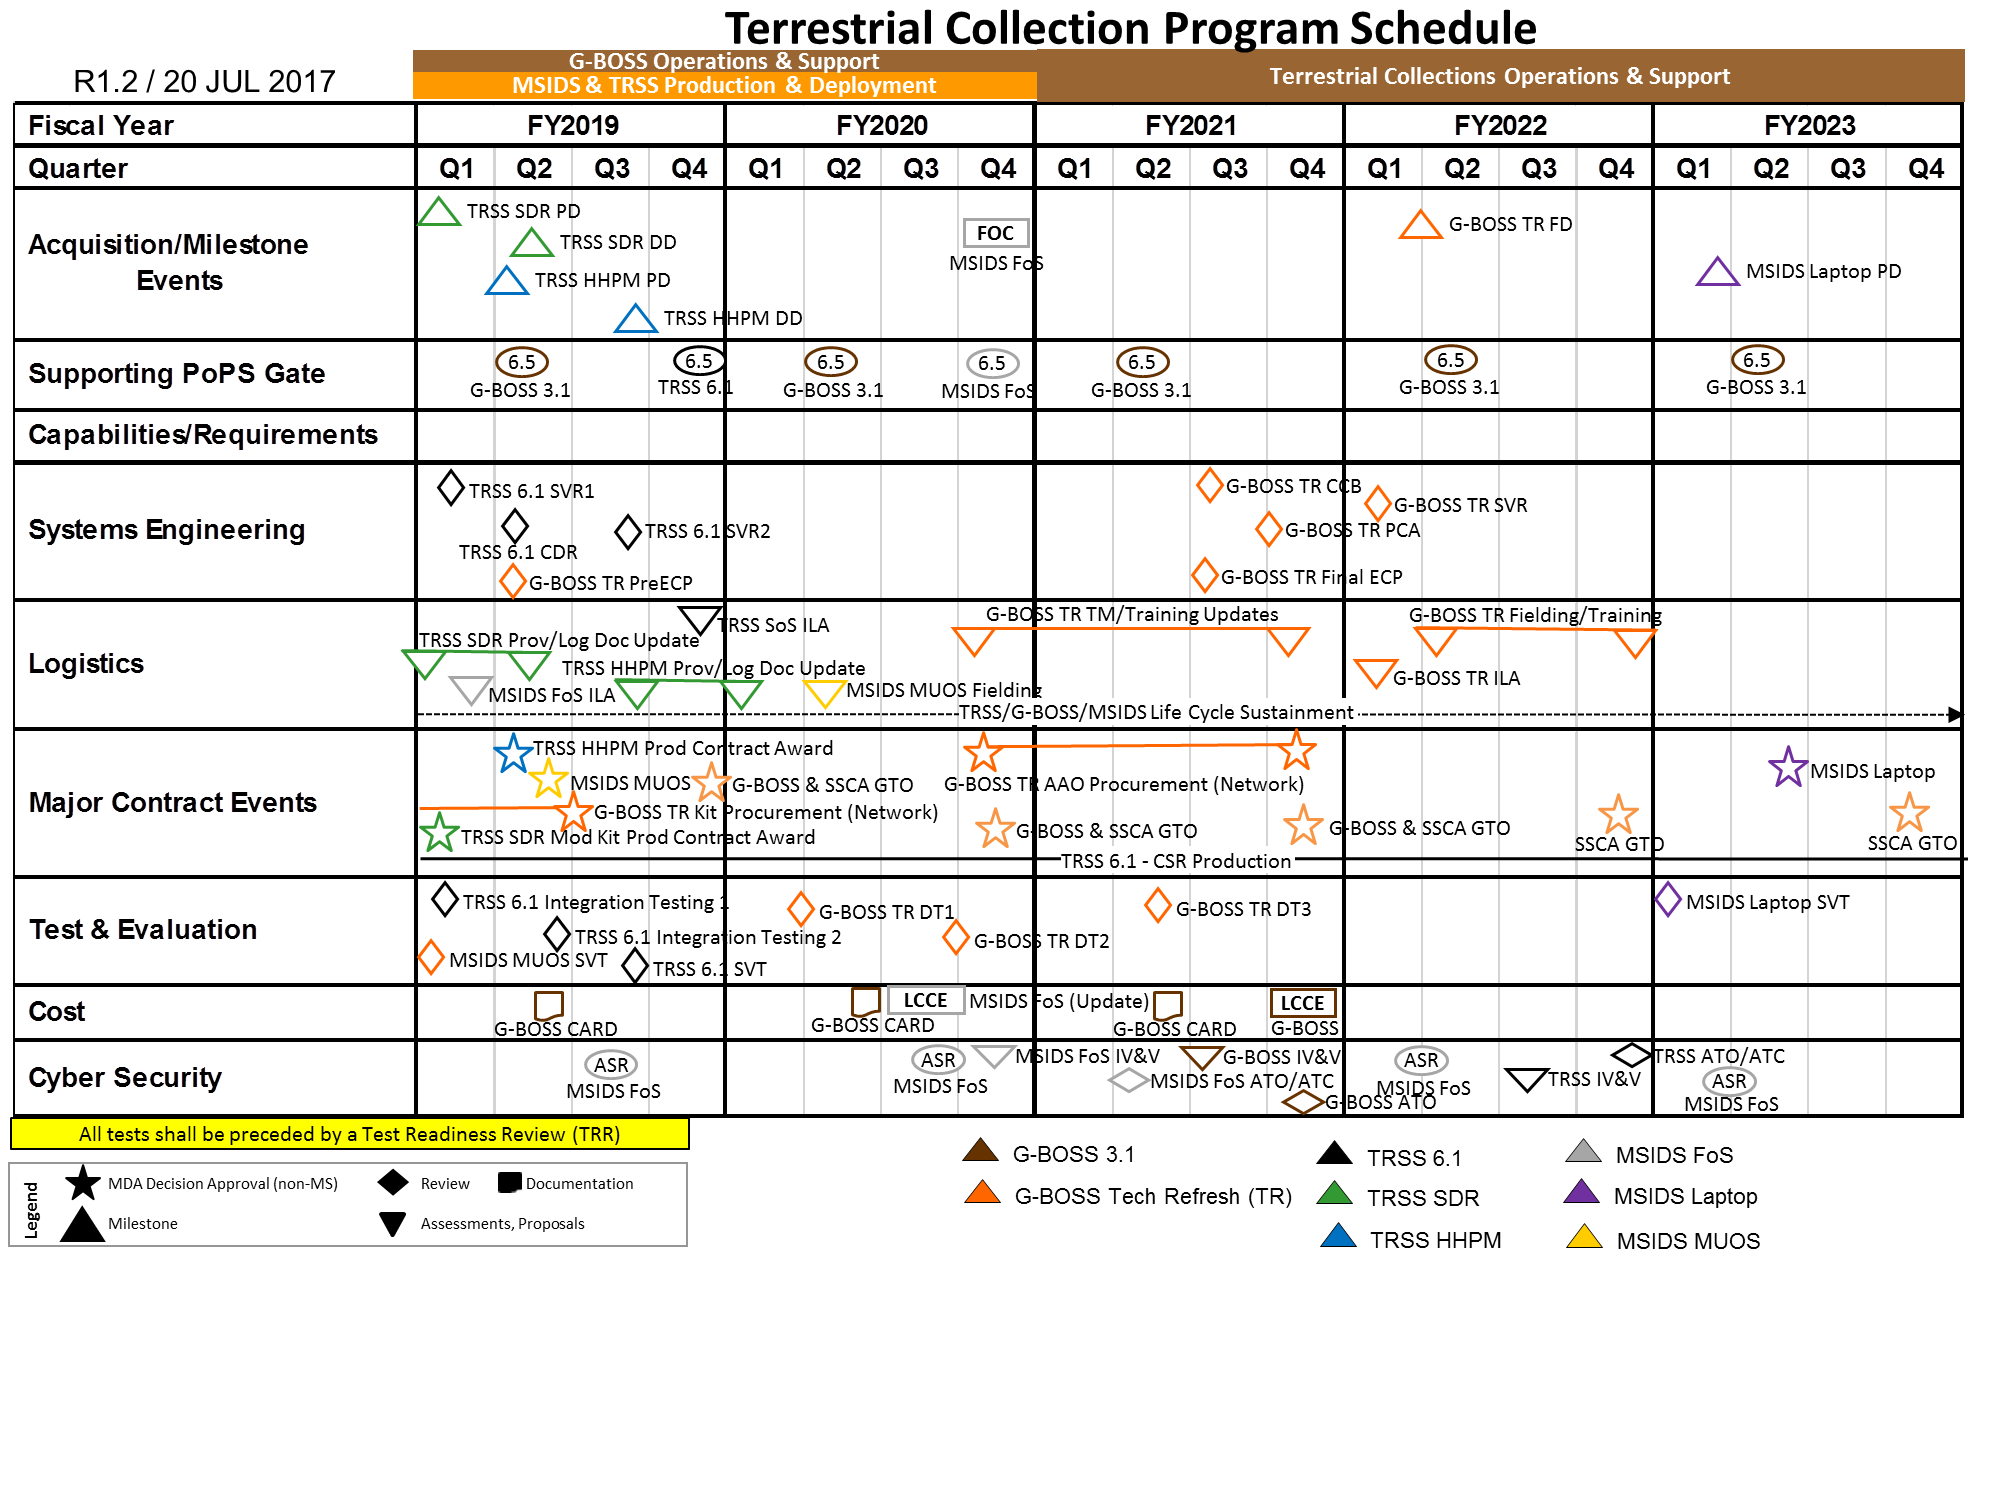 Terrestrial Collection Program Schedule
R1.2 / 20 JUL 2017
G-BOSS Operations & Support
MSIDS & TRSS Production & Deployment
Terrestrial Collections Operations & Support
Fiscal Year FY2019 FY2020 FY2021 FY2022 FY2023
Quarter Q1 Q2 Q3 Q4 Q1 Q2 Q3 Q4 Q1 Q2 Q3 Q4 Q1 Q2 Q3 Q4 Q1 Q2 Q3 Q4
Acquisition/Milestone
Events
TRSS SDR PD
TRSS SDR DD
TRSS HHPM PD
TRSS HHPM DD
FOC
MSIDS FoS
G-BOSS TR FD
MSIDS Laptop PD
Supporting PoPS Gate
6.5
G-BOSS 3.1
6.5
TRSS 6.1
6.5
G-BOSS 3.1
6.5
MSIDS FoS
6.5
G-BOSS 3.1
6.5
G-BOSS 3.1
6.5
G-BOSS 3.1
Capabilities/Requirements
Systems Engineering
TRSS 6.1 SVR1
TRSS 6.1 CDR
TRSS 6.1 SVR2
G-BOSS TR PreECP
G-BOSS TR CCB
G-BOSS TR PCA
G-BOSS TR Final ECP
G-BOSS TR SVR
Logistics
TRSS SoS ILA
TRSS SDR Prov/Log Doc Update
TRSS HHPM Prov/Log Doc Update
MSIDS FoS ILA
MSIDS MUOS Fielding
G-BOSS TR TM/Training Updates
G-BOSS TR Fielding/Training
G-BOSS TR ILA
TRSS/G-BOSS/MSIDS Life Cycle Sustainment
Major Contract Events
TRSS HHPM Prod Contract Award
MSIDS MUOS
G-BOSS & SSCA GTO
G-BOSS TR Kit Procurement (Network)
TRSS SDR Mod Kit Prod Contract Award
G-BOSS TR AAO Procurement (Network)
G-BOSS & SSCA GTO
G-BOSS & SSCA GTO
SSCA GTO
MSIDS Laptop
SSCA GTO
TRSS 6.1 - CSR Production
Test & Evaluation
TRSS 6.1 Integration Testing 1
TRSS 6.1 Integration Testing 2
MSIDS MUOS SVT
TRSS 6.1 SVT
G-BOSS TR DT1
G-BOSS TR DT2
G-BOSS TR DT3
MSIDS Laptop SVT
Cost
G-BOSS CARD
G-BOSS CARD
LCCE
MSIDS FoS (Update)
G-BOSS CARD
LCCE
G-BOSS
Cyber Security
ASR
MSIDS FoS
ASR
MSIDS FoS
MSIDS FoS IV&V
MSIDS FoS ATO/ATC
G-BOSS IV&V
G-BOSS ATO
ASR
MSIDS FoS
TRSS IV&V
TRSS ATO/ATC
ASR
MSIDS FoS
All tests shall be preceded by a Test Readiness Review (TRR)
Legend
MDA Decision Approval (non-MS)
Review
Documentation
Milestone
Assessments, Proposals
G-BOSS 3.1
TRSS 6.1
MSIDS FoS
G-BOSS Tech Refresh (TR)
TRSS SDR
MSIDS Laptop
TRSS HHPM
MSIDS MUOS